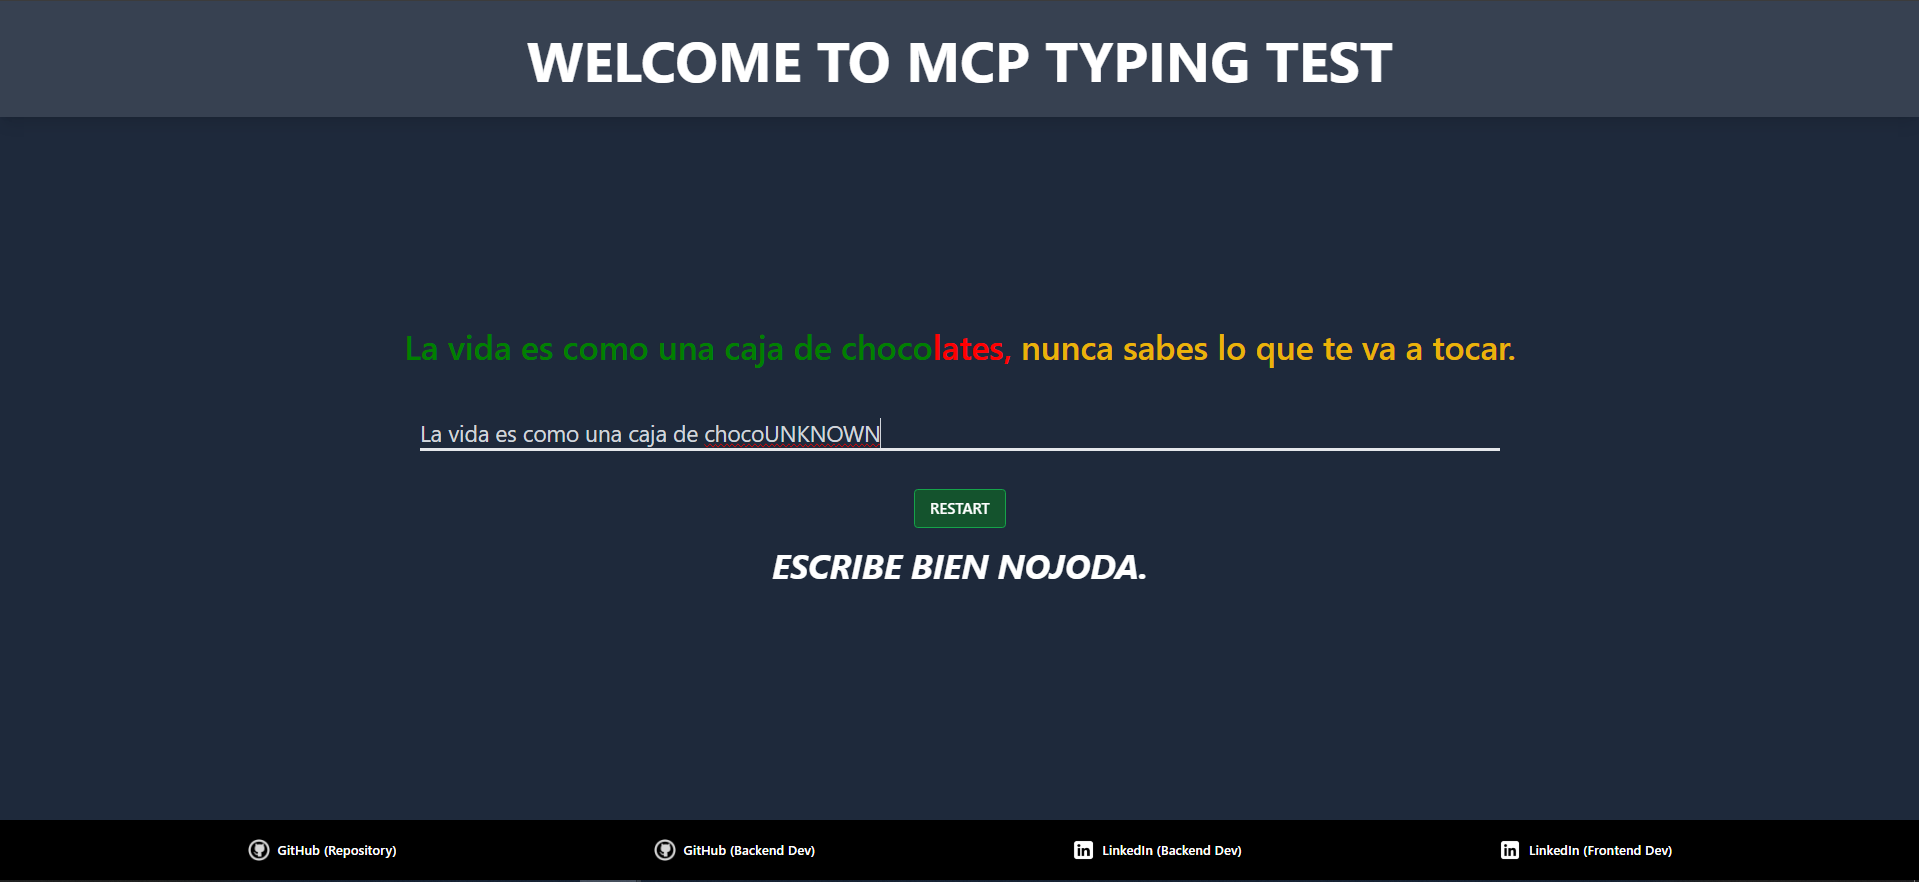 WELCOME TO MCP TYPING TEST
La vida es como una caja de chocolates, nunca sabes lo que te va a tocar.
La vida es como una caja de chocoUNKNOWN
RESTART
ESCRIBE BIEN NOJODA.
GitHub (Repository)
GitHub (Backend Dev)
LinkedIn (Backend Dev)
LinkedIn (Frontend Dev)